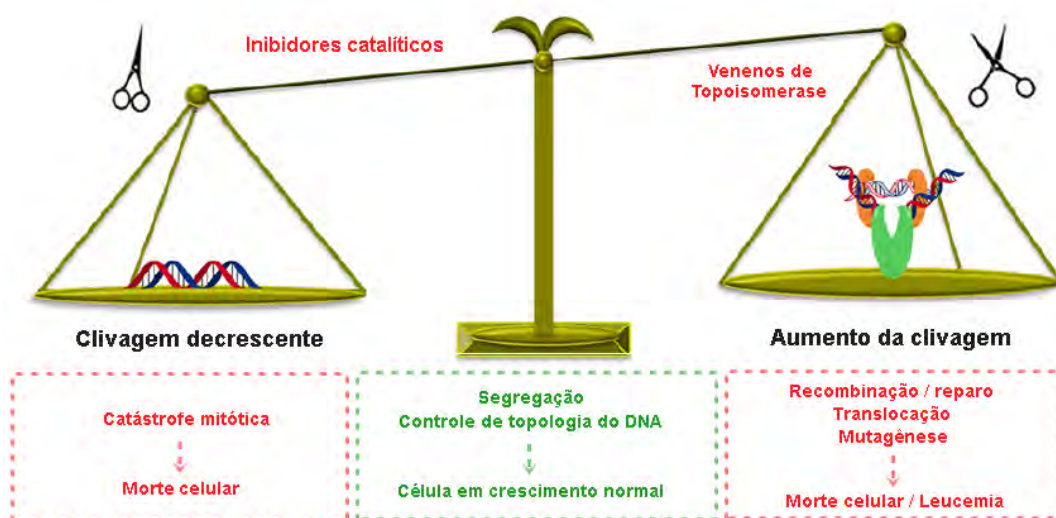 Inibidores catalíticos
Venenos de
Topoisomerase
Clivagem decrescente
Aumento da clivagem
Catástrofe mitótica
Morte celular
Segregação
Controle de topologia do DNA
Célula em crescimento normal
Recombinação / reparo
Translocação
Mutagênese
Morte celular / Leucemia